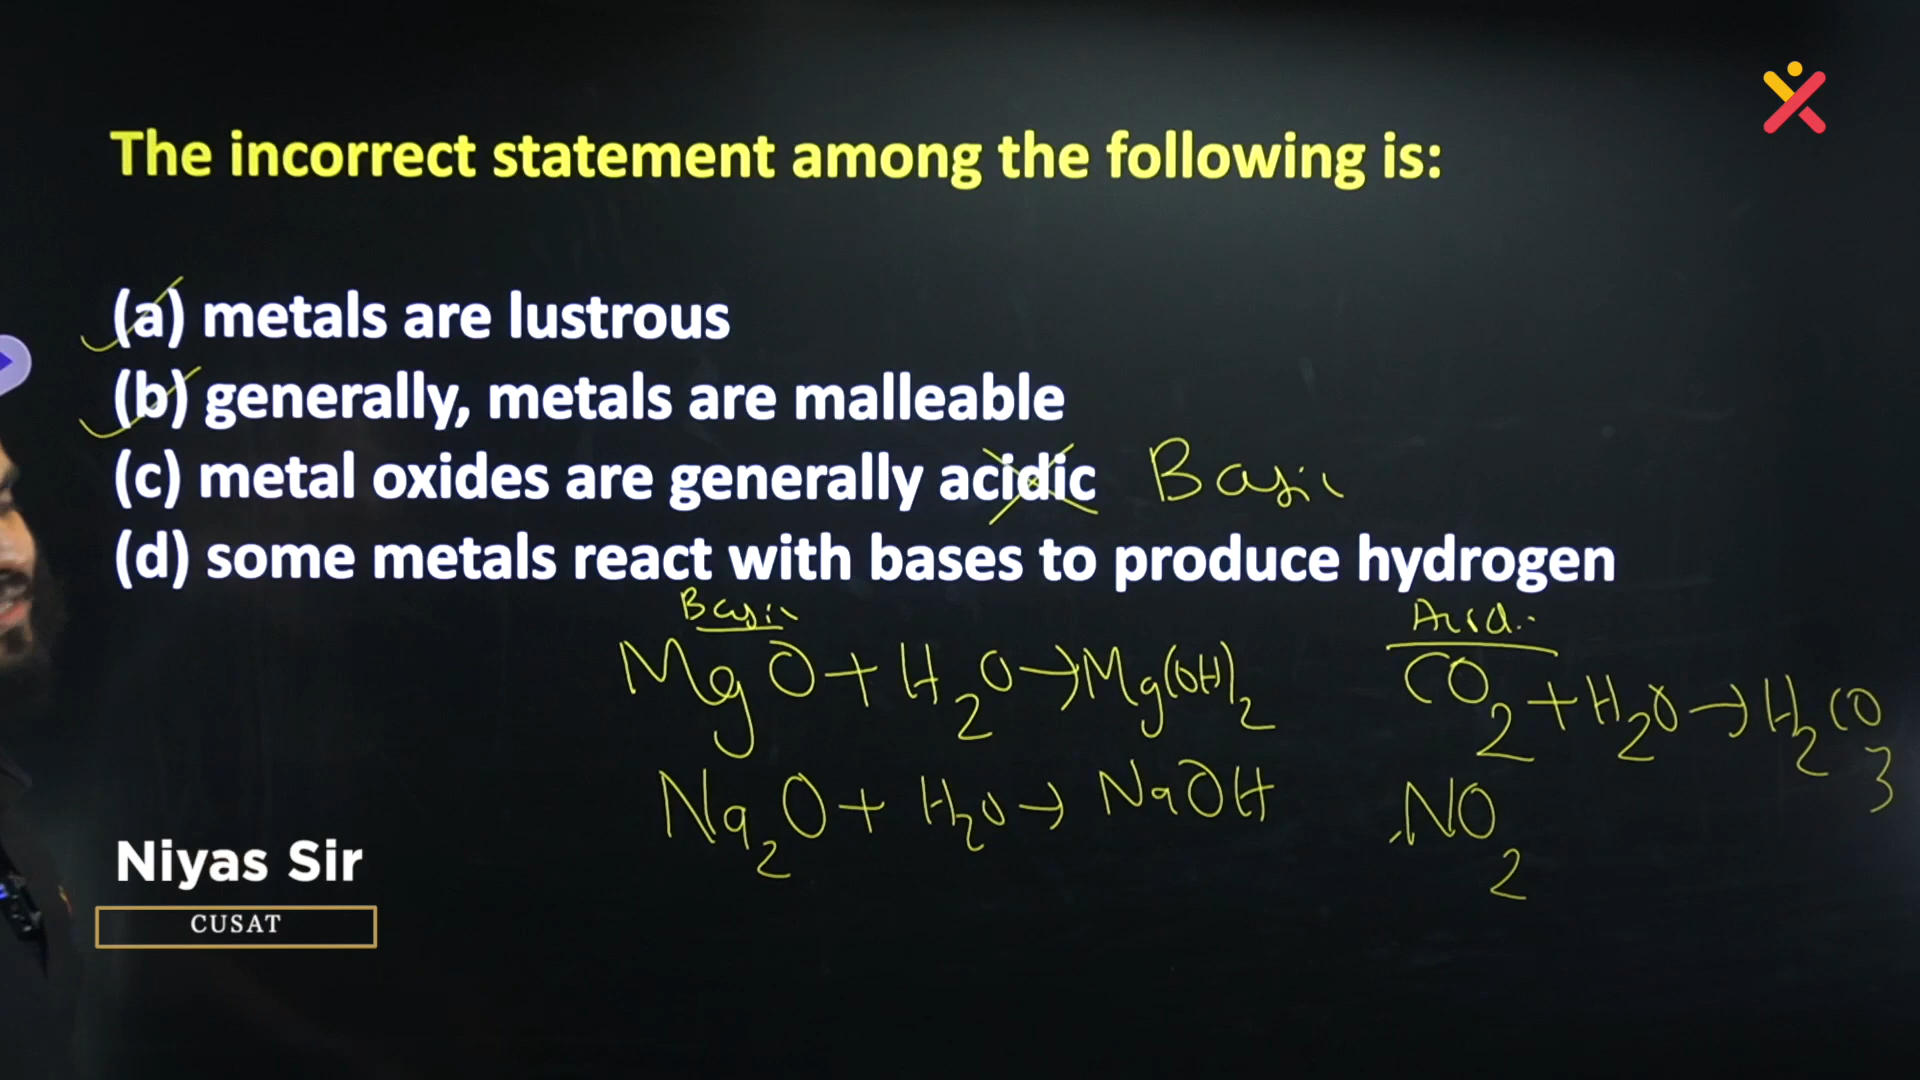 The incorrect statement among the following is:
(a) metals are lustrous
(b) generally, metals are malleable
(c) metal oxides are generally acidic Basic
(d) some metals react with bases to produce hydrogen
Basic
MgO + H₂O → Mg(OH)₂
Na₂O + H₂O → NaOH
Acid..
CO₂ + H₂O → H₂CO₃
NO₂
Niyas Sir
CUSAT